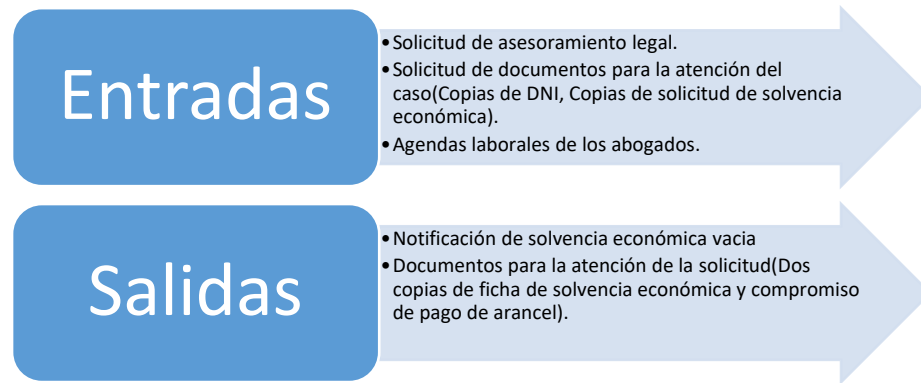 Entradas
•Solicitud de asesoramiento legal.
•Solicitud de documentos para la atención del
caso(Copias de DNI, Copias de solicitud de solvencia
económica).
•Agendas laborales de los abogados.
Salidas
•Notificación de solvencia económica vacia
•Documentos para la atención de la solicitud(Dos
copias de ficha de solvencia económica y compromiso
de pago de arancel).